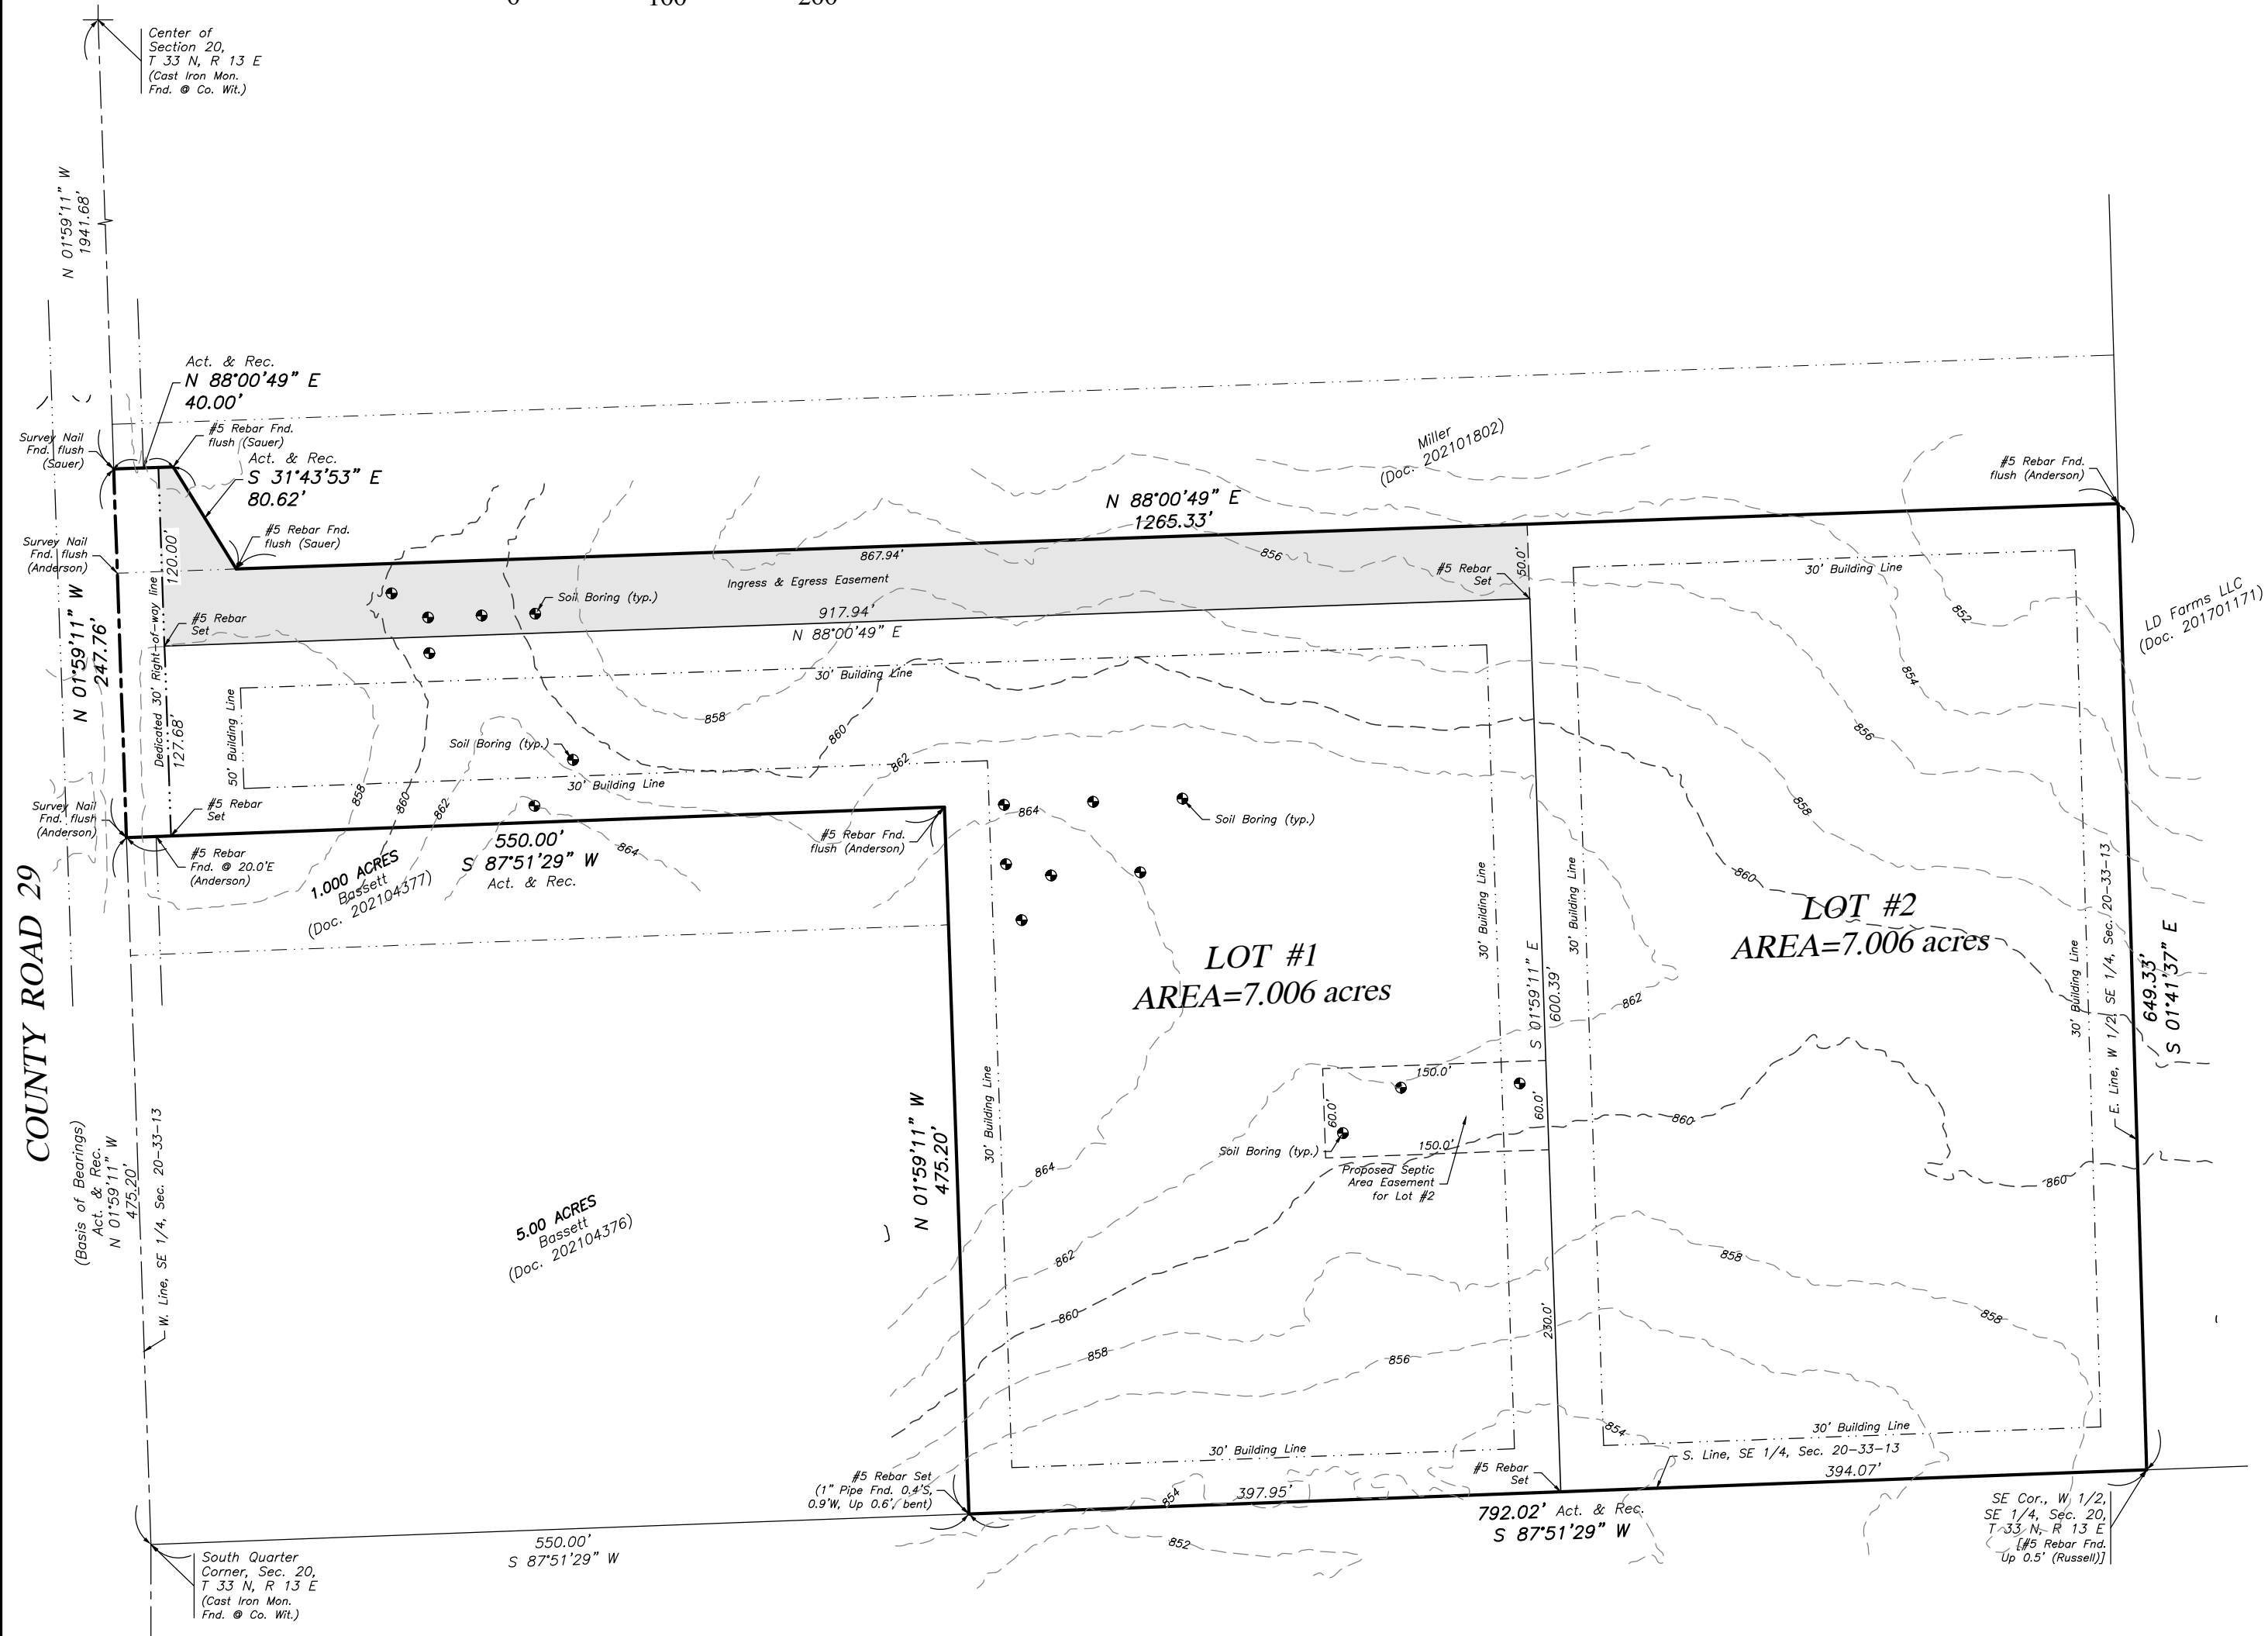 0 100 200
Center of
Section 20,
T 33 N, R 13 E
(Cast Iron Mon.
Fnd. @ Co. Wit.)
N 01°59'11" W
1941.68'
Act. & Rec.
N 88°00'49" E
40.00'
Survey Nail
Fnd. flush
(Sauer)
#5 Rebar Fnd.
flush (Sauer)
Act. & Rec.
S 31°43'53" E
80.62'
#5 Rebar Fnd.
flush (Sauer)
Survey Nail
Fnd. flush
(Anderson)
120.00'
Dedicated 30' Right-of-way line
127.68'
N 01°59'11" W
247.76'
#5 Rebar
Set
Miller
(Doc. 202101802)
N 88°00'49" E
1265.33'
867.94'
Ingress & Egress Easement
Soil Boring (typ.)
917.94'
N 88°00'49" E
856
#5 Rebar
Set
50.0'
#5 Rebar Fnd.
flush (Anderson)
30' Building Line
852
LD Farms LLC
(Doc. 201701171)
854
856
858
30' Building Line
50' Building Line
858
860
862
Soil Boring (typ.)
30' Building Line
858
860
862
Survey Nail
Fnd. flush
(Anderson)
#5 Rebar
Set
#5 Rebar
Fnd. @ 20.0'E
(Anderson)
550.00'
S 87°51'29" W
Act. & Rec.
864
#5 Rebar Fnd.
flush (Anderson)
864
Soil Boring (typ.)
1.000 ACRES
Bassett
(Doc. 202104377)
COUNTY ROAD 29
30' Building Line
30' Building Line
860
LOT #2
AREA=7.006 acres
LOT #1
AREA=7.006 acres
S 01°59'11" E
600.39'
862
30' Building Line
E. Line, W 1/2, SE 1/4, Sec. 20-33-13
649.33'
S 01°41'37" E
(Basis of Bearings)
Act. & Rec.
N 01°59'11" W
475.20'
W. Line, SE 1/4, Sec. 20-33-13
N 01°59'11" W
475.20'
30' Building Line
150.0'
60.0'
60.0'
150.0'
Soil Boring (typ.)
Proposed Septic
Area Easement
for Lot #2
860
860
864
5.00 ACRES
Bassett
(Doc. 202104376)
862
858
858
860
230.0'
858
856
854
30' Building Line
30' Building Line
S. Line, SE 1/4, Sec. 20-33-13
394.07'
#5 Rebar
Set
#5 Rebar Set
(1" Pipe Fnd. 0.4'S,
0.9'W, Up 0.6', bent)
854
397.95'
792.02' Act. & Rec.
S 87°51'29" W
852
SE Cor., W 1/2,
SE 1/4, Sec. 20,
T 33 N, R 13 E
[#5 Rebar Fnd.
Up 0.5' (Russell)]
550.00'
S 87°51'29" W
South Quarter
Corner, Sec. 20,
T 33 N, R 13 E
(Cast Iron Mon.
Fnd. @ Co. Wit.)